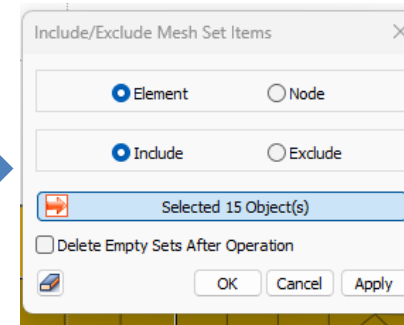 Include/Exclude Mesh Set Items
Element Node
Include Exclude
Selected 15 Object(s)
Delete Empty Sets After Operation
OK Cancel Apply